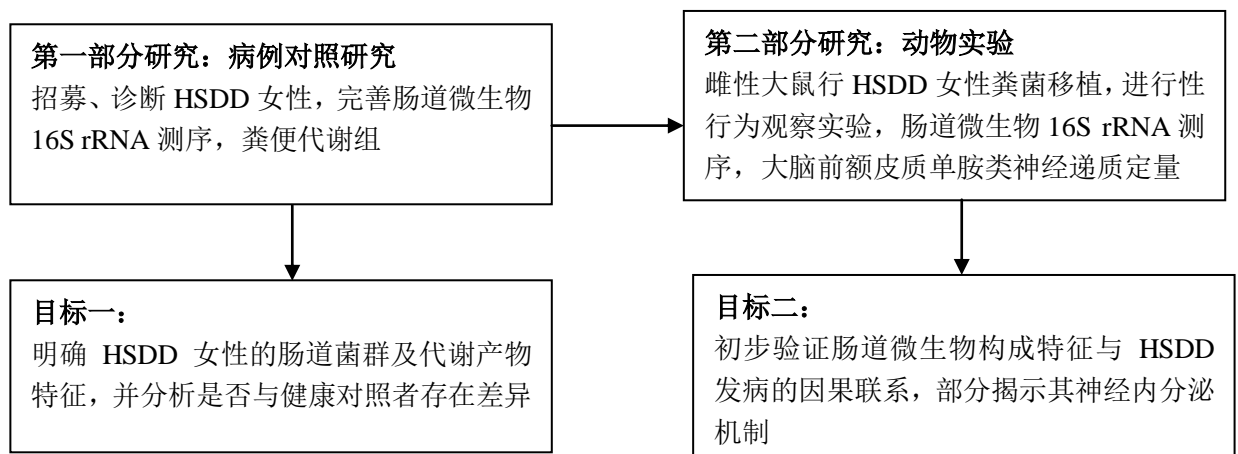 第一部分研究：病例对照研究
招募、诊断 HSDD 女性，完善肠道微生物
16S rRNA 测序，粪便代谢组
第二部分研究：动物实验
雌性大鼠行 HSDD 女性粪菌移植，进行性
行为观察实验，肠道微生物 16S rRNA 测
序，大脑前额皮质单胺类神经递质定量
目标一：
明确 HSDD 女性的肠道菌群及代谢产物
特征，并分析是否与健康对照者存在差异
目标二：
初步验证肠道微生物构成特征与 HSDD
发病的因果联系，部分揭示其神经内分泌
机制